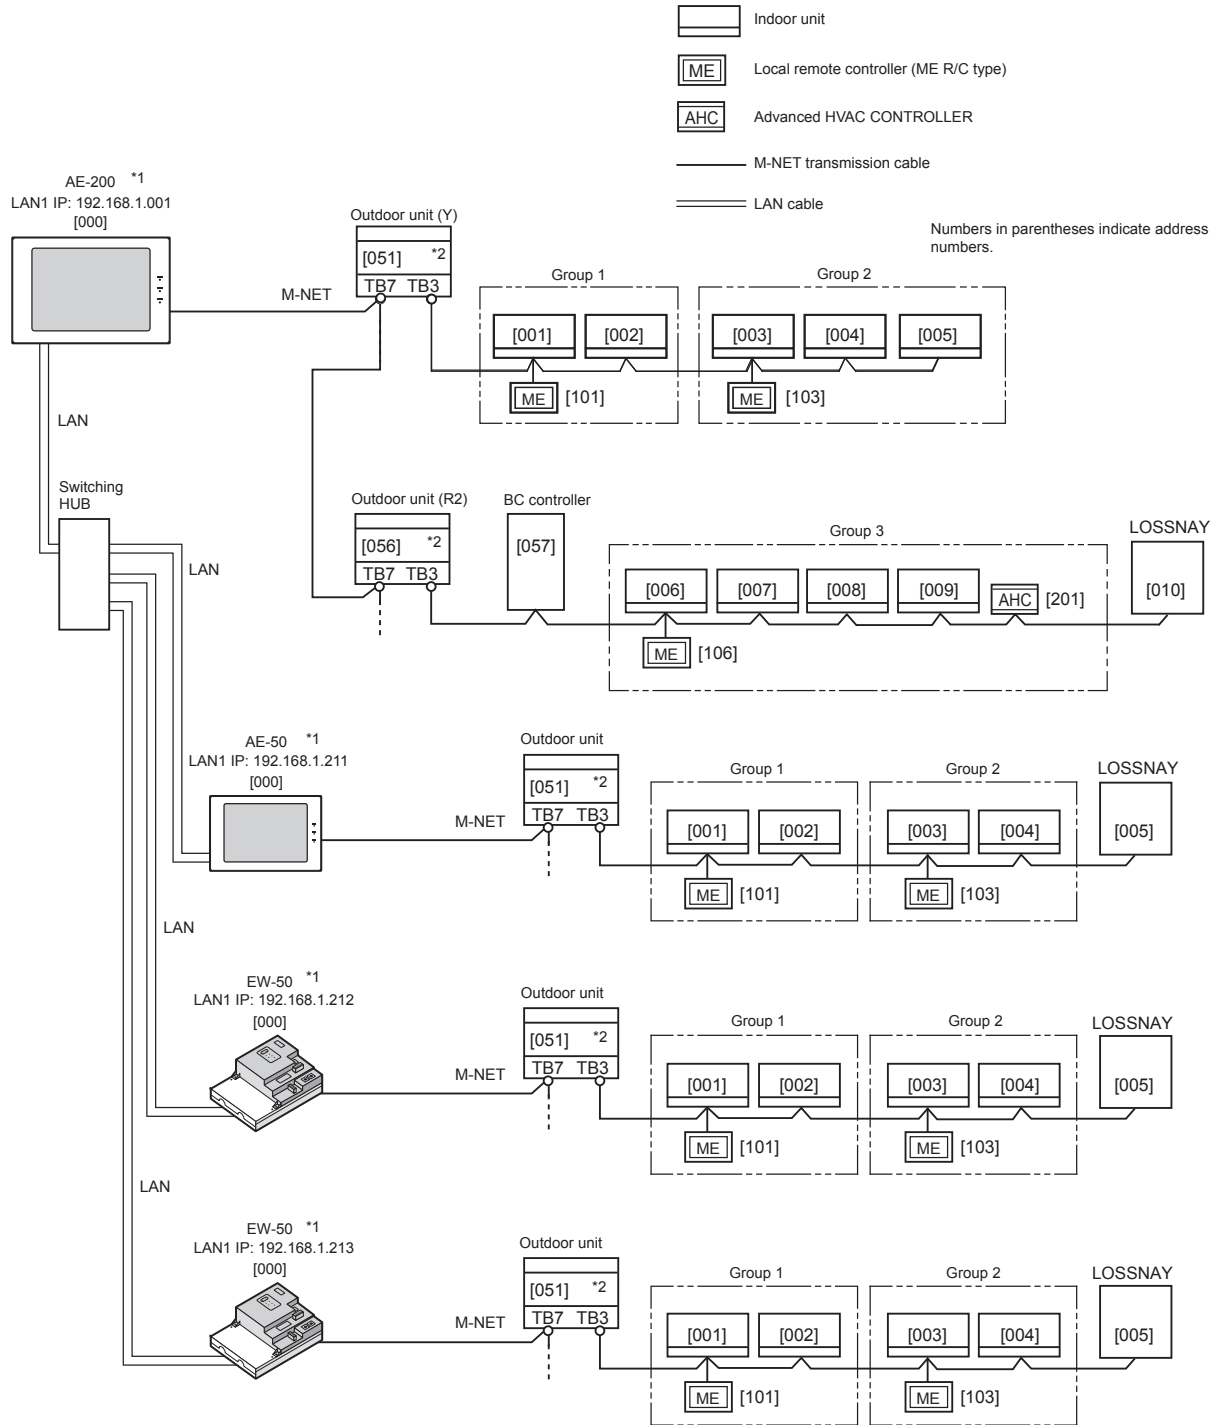 Indoor unit
ME Local remote controller (ME R/C type)
AHC Advanced HVAC CONTROLLER
M-NET transmission cable
LAN cable
Numbers in parentheses indicate address
numbers.
AE-200 *1
LAN1 IP: 192.168.1.001
[000]
M-NET
Outdoor unit (Y)
[051] *2
TB7 TB3
Group 1
[001] [002]
ME [101]
Group 2
[003] [004] [005]
ME [103]
LAN
Switching
HUB
LAN
Outdoor unit (R2)
[056] *2
TB7 TB3
BC controller
[057]
Group 3
[006] [007] [008] [009] AHC [201]
ME [106]
LOSSNAY
[010]
AE-50 *1
LAN1 IP: 192.168.1.211
[000]
M-NET
Outdoor unit
[051] *2
TB7 TB3
Group 1
[001] [002]
ME [101]
Group 2
[003] [004]
ME [103]
LOSSNAY
[005]
LAN
EW-50 *1
LAN1 IP: 192.168.1.212
[000]
M-NET
Outdoor unit
[051] *2
TB7 TB3
Group 1
[001] [002]
ME [101]
Group 2
[003] [004]
ME [103]
LOSSNAY
[005]
LAN
EW-50 *1
LAN1 IP: 192.168.1.213
[000]
M-NET
Outdoor unit
[051] *2
TB7 TB3
Group 1
[001] [002]
ME [101]
Group 2
[003] [004]
ME [103]
LOSSNAY
[005]